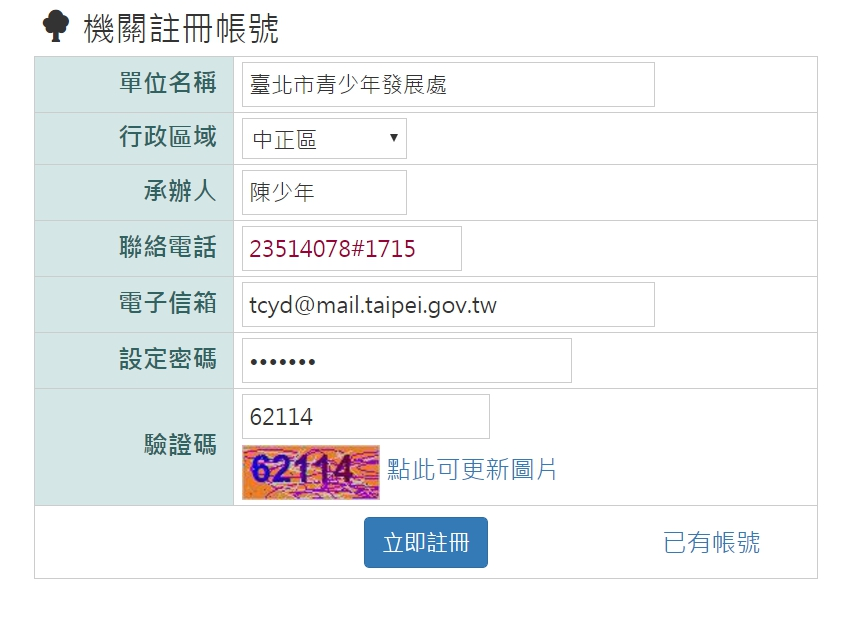 機關註冊帳號
單位名稱 臺北市青少年發展處
行政區域 中正區
承辦人 陳少年
聯絡電話 23514078#1715
電子信箱 tcyd@mail.taipei.gov.tw
設定密碼 •••••••
驗證碼 62114
62114 點此可更新圖片
立即註冊 已有帳號